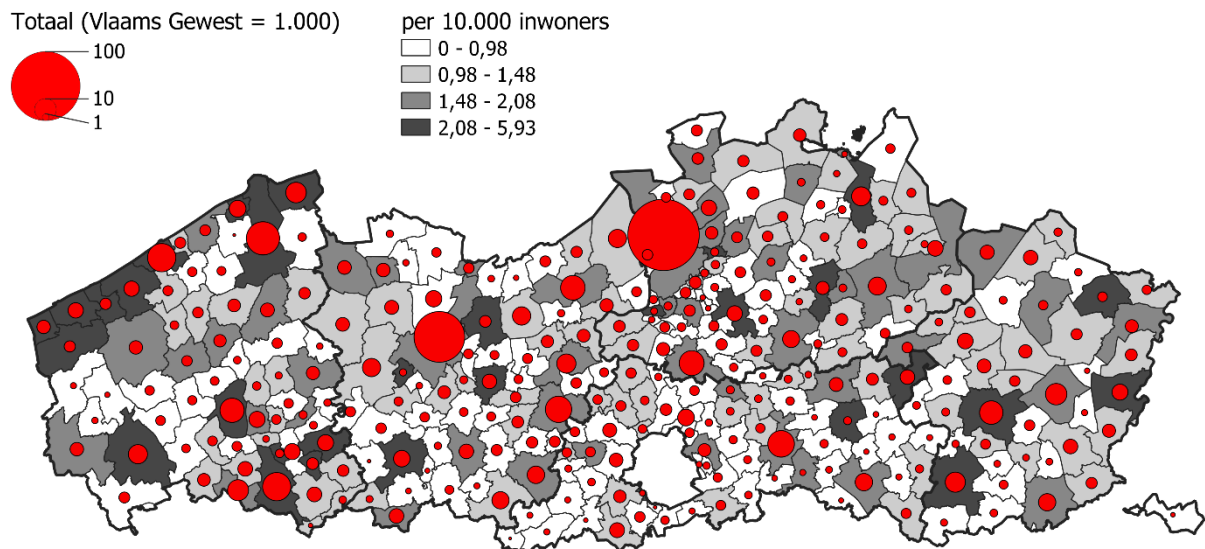 Totaal (Vlaams Gewest = 1.000)
100
10
1
per 10.000 inwoners
0 - 0,98
0,98 - 1,48
1,48 - 2,08
2,08 - 5,93